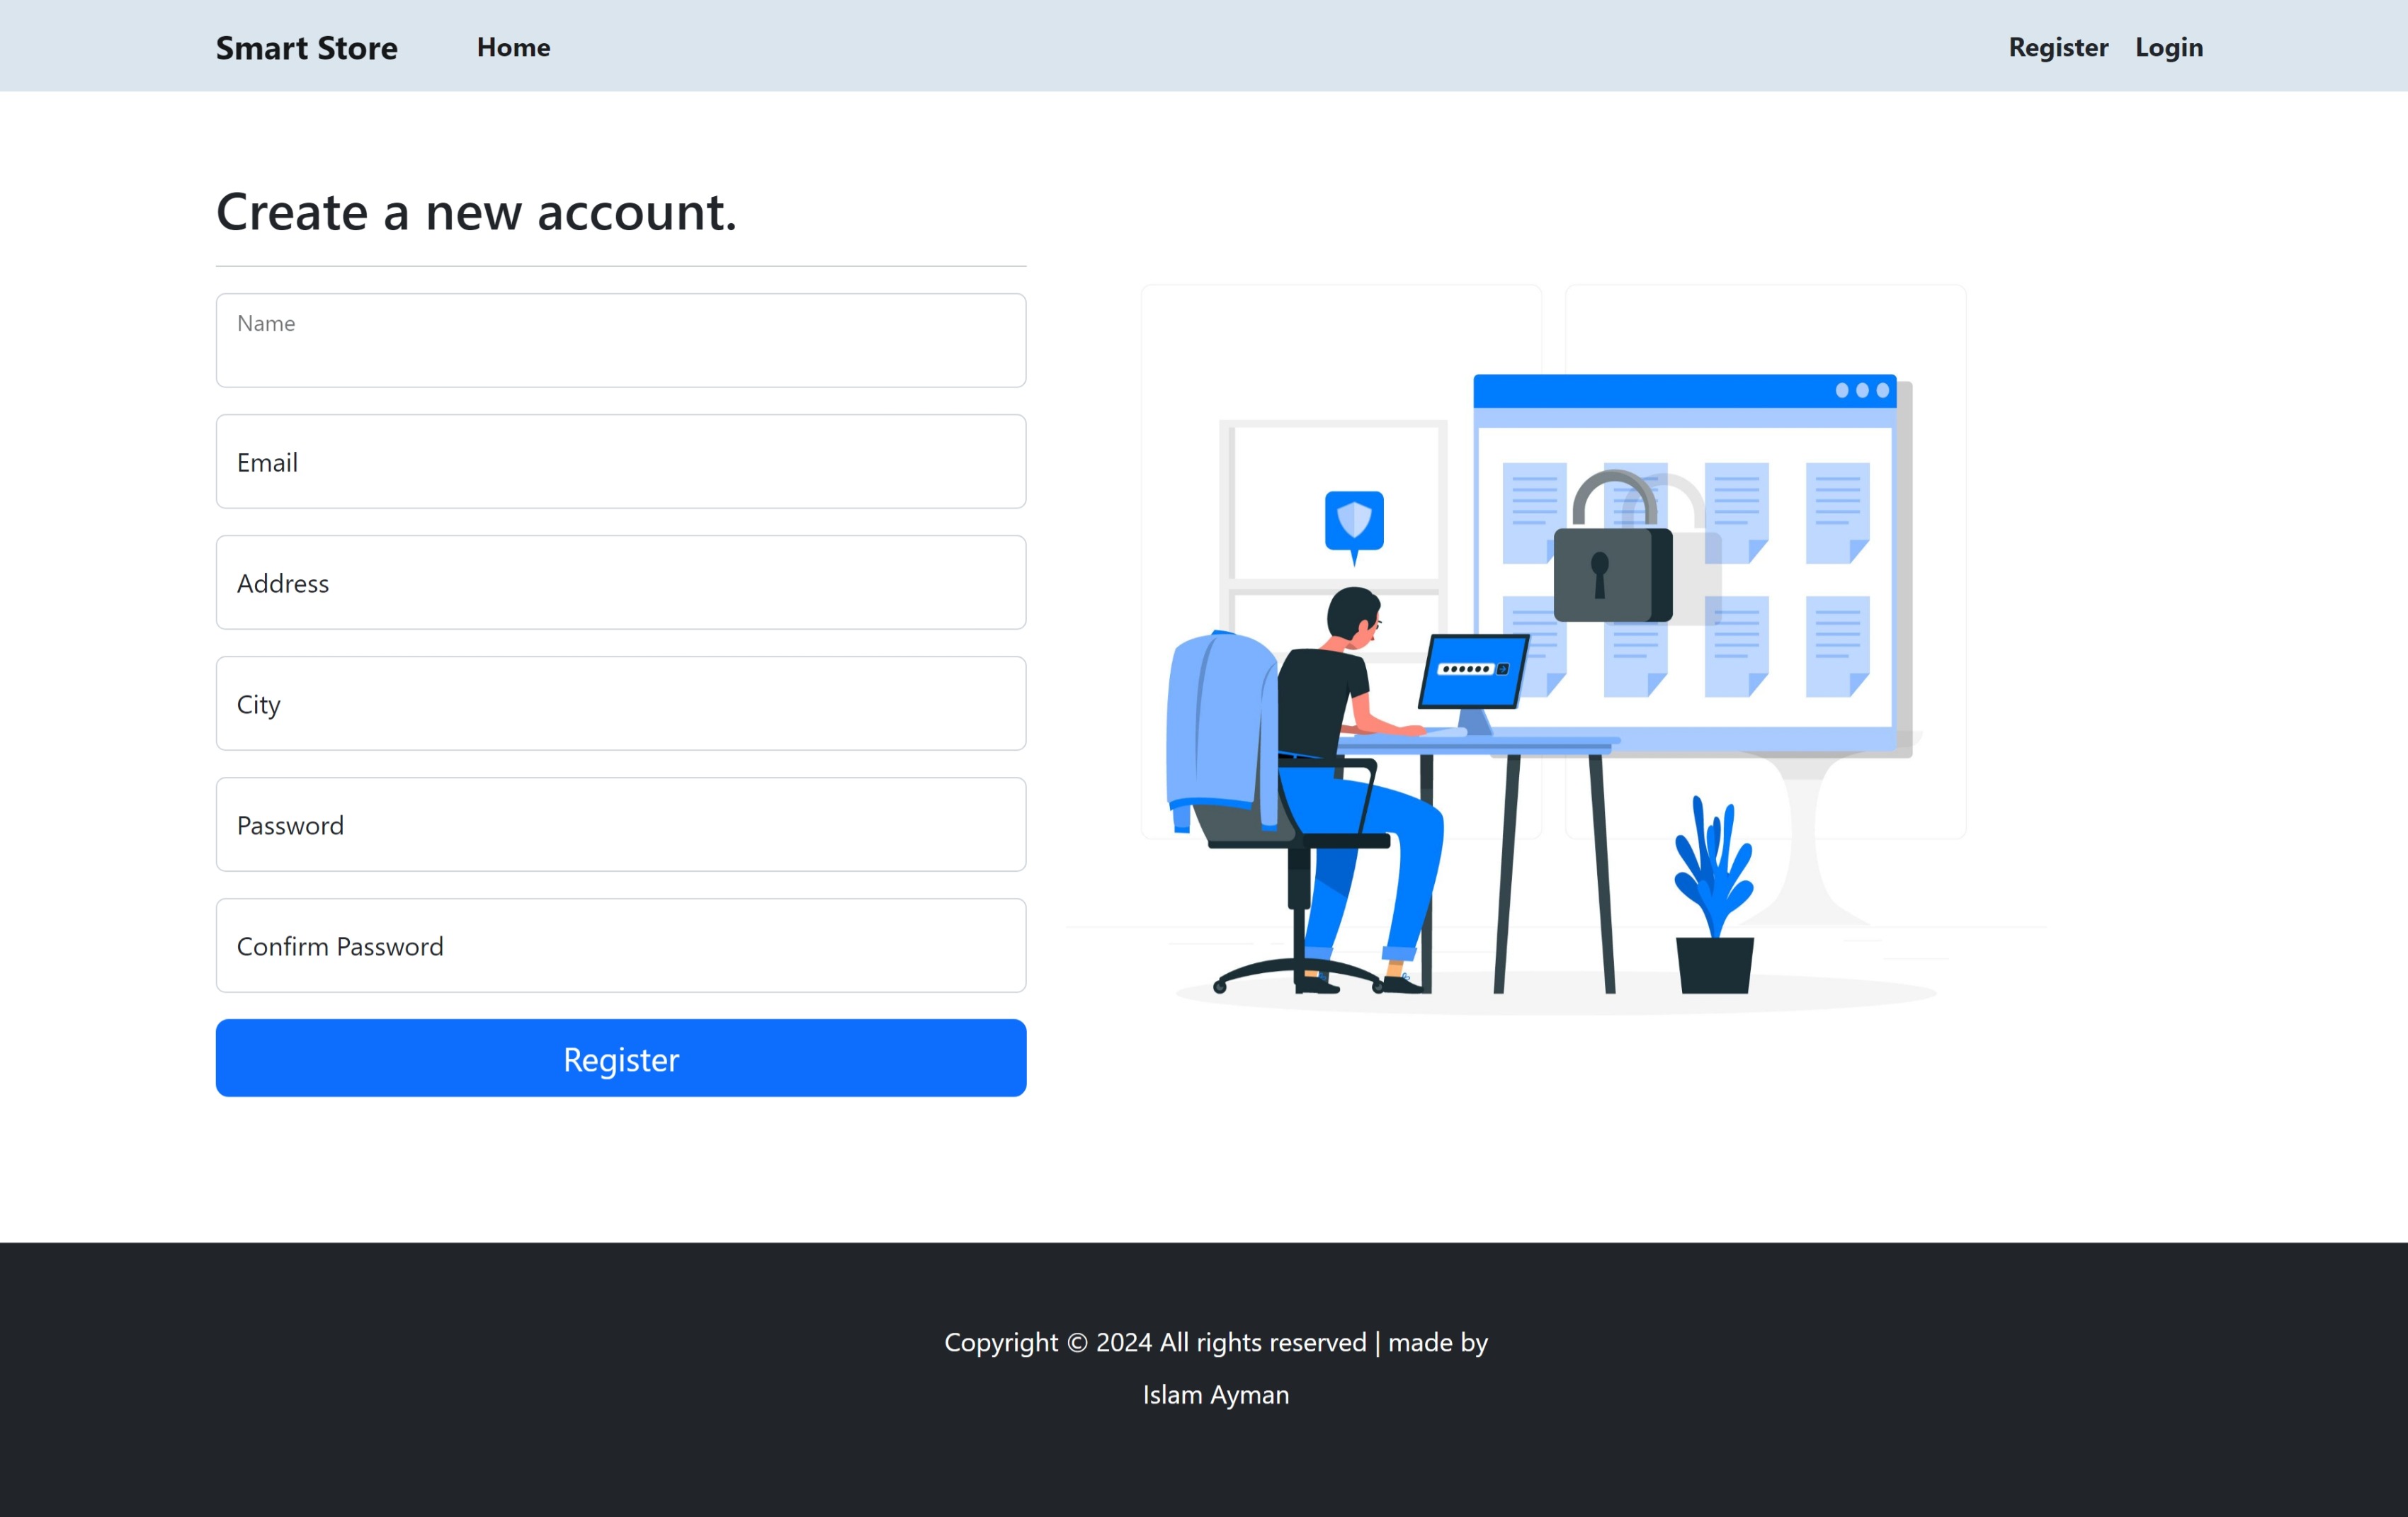 Smart Store Home Register Login
Create a new account.
Name
Email
Address
City
Password
Confirm Password
Register
Copyright © 2024 All rights reserved | made by
Islam Ayman